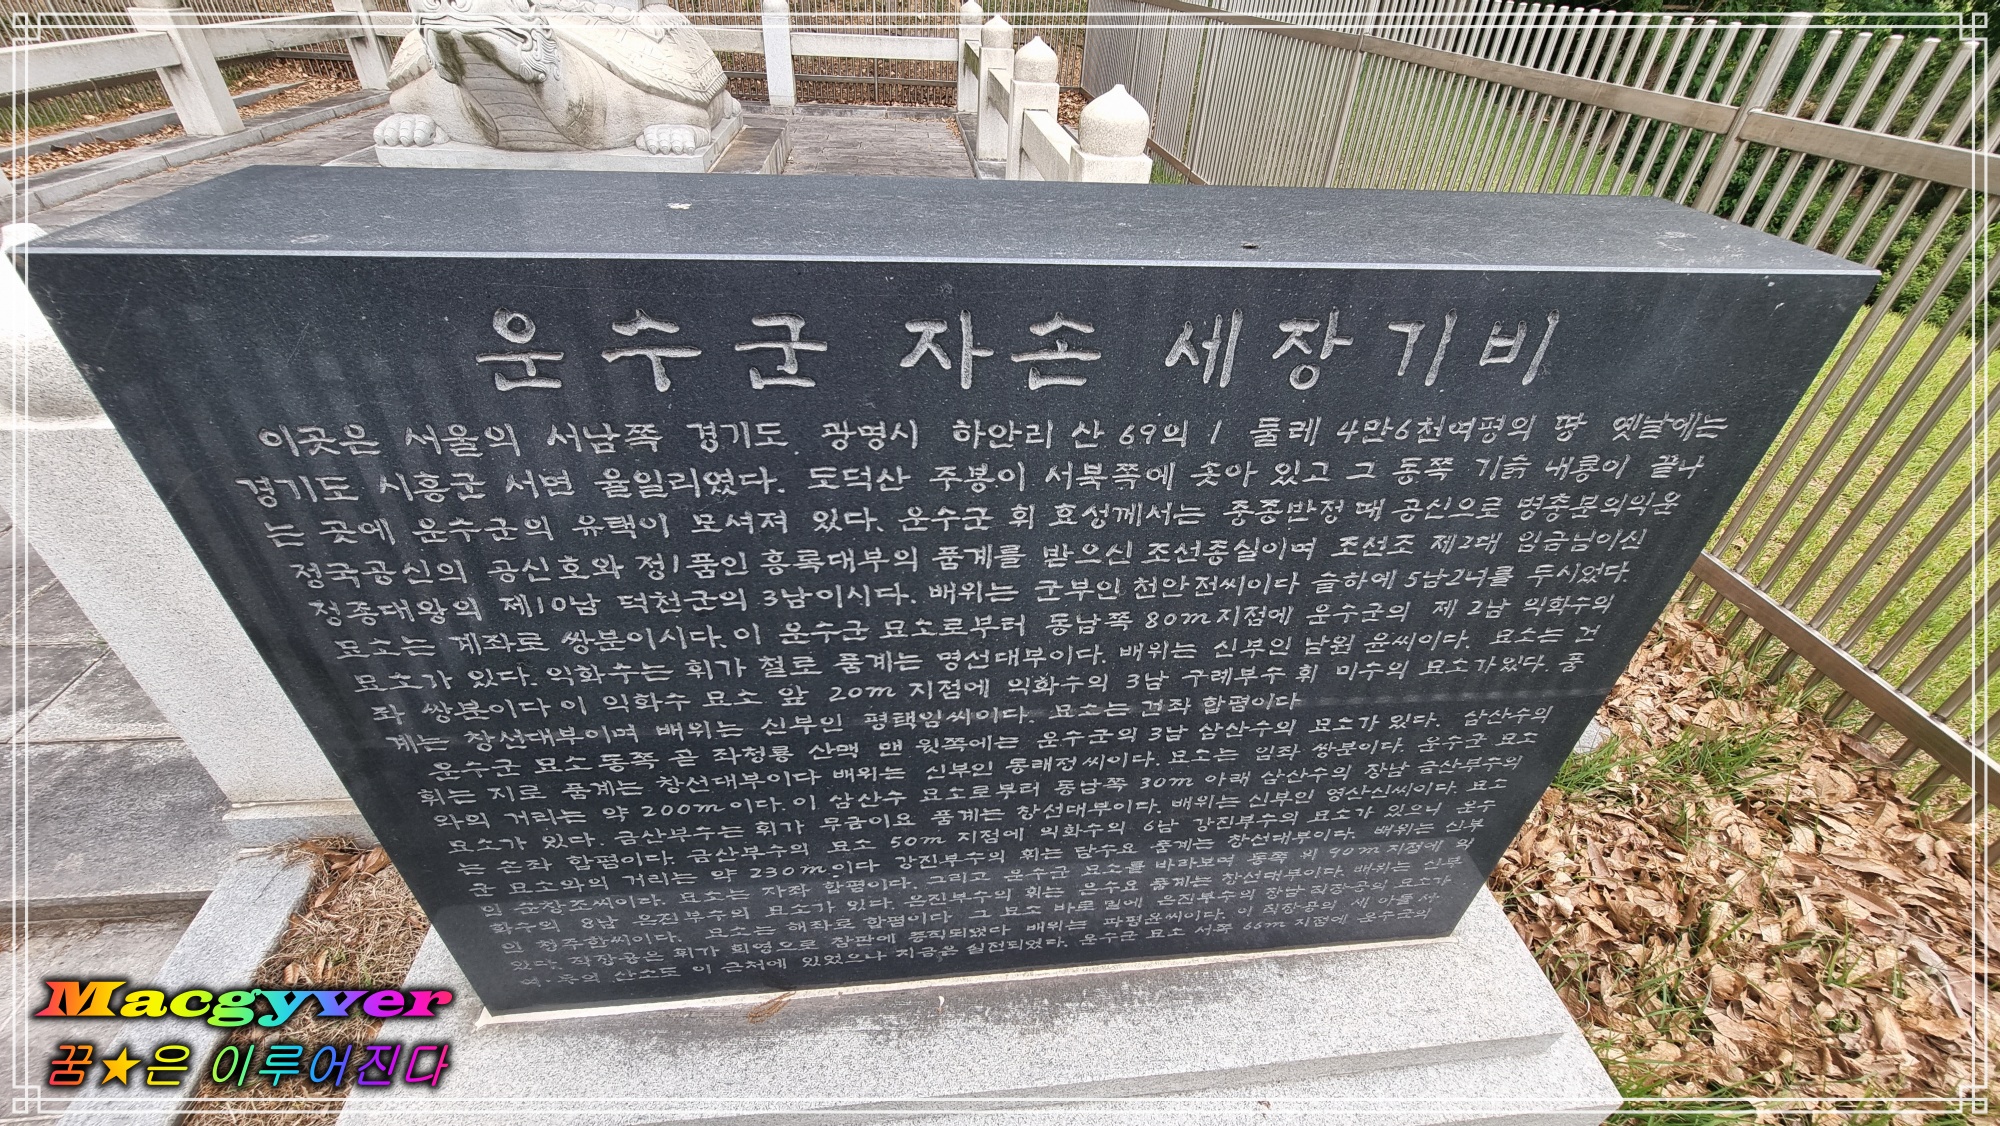 운수군 자손 세장기비
이곳은 서울의 서남쪽 경기도 광명시 하안리 산 69의 1 둘레 4만6천여평의 땅 옛날에는
경기도 시흥군 서면 율일리였다. 도덕산 주봉이 서북쪽에 솟아 있고 그 동쪽 기슭 내룡이 끝나
는 곳에 운수군의 유택이 모셔져 있다. 운수군 휘 효성께서는 중종반정때 공신으로 병충분의의운
정국공신의 공신호와 정1품인 흥록대부의 품계를 받으신 조선종실이며 조선조 제2대 임금님이신
정종대왕의 제10남 덕천군의 3남이시다. 배위는 군부인 천안전씨이다 슬하에 5남2녀를 두시었다.
묘소는 계좌로 쌍분이시다. 이 운수군 묘소로부터 동남쪽 80m지점에 운수군의 제 2남 익화수의
묘소가 있다. 익화수는 휘가 철로 품계는 명선대부이다. 배위는 신부인 남원 윤씨이다. 묘소는 건
좌 쌍분이다 이 익화수 묘소 앞 20m 지점에 익화수의 3남 구례부수 휘 미수의 묘소가있다. 품
계는 창선대부이며 배위는 신부인 평택임씨이다. 묘소는 건좌 합폄이다
운수군 묘소 동쪽 곧 좌청룡 산맥 맨 윗쪽에는 운수군의 3남 삼산수의 묘소가 있다. 삼산수의
휘는 지로 품계는 창선대부이다 배위는 신부인 동래정씨이다. 묘소는 임좌 쌍분이다. 운수군 묘소
와의 거리는 약 200m이다. 이 삼산수 묘소로부터 동남쪽 30m 아래 삼산수의 장남 금산부수의
묘소가 있다. 금산부수는 휘가 무금이요 품계는 창선대부이다. 배위는 신부인 영산신씨이다. 묘소
는 손좌 합폄이다. 금산부수의 묘소 50m 지점에 익화수의 6남 강진부수의 묘소가 있으니 운수
군 묘소와의 거리는 약 230m이다 강진부수의 휘는 담수요 품계는 창선대부이다. 배위는 신부
인 순창조씨이다. 묘소는 자좌 합폄이다. 그리고 운수군 묘소를 바라보며 동쪽 위 90m지점에 익
화수의 8남 은진부수의 묘소가 있다. 은진부수의 휘는 은수요 품계는 창선대부이다. 배위는 신부
인 청주한씨이다. 묘소는 해좌로 합폄이다 그 묘소 바로 밑에 은진부수의 장남 직장공의 묘소가
있다. 직장공은 휘가 희영으로 참판에 증직되었다 배위는 파평윤씨이다. 이 직장공의 세 아들 사
의 산소도 이 근처에 있었으나 지금은 실전되었다. 운수군 묘소 서쪽 66m 지점에 운수군의
Macgyver
꿈★은 이루어진다